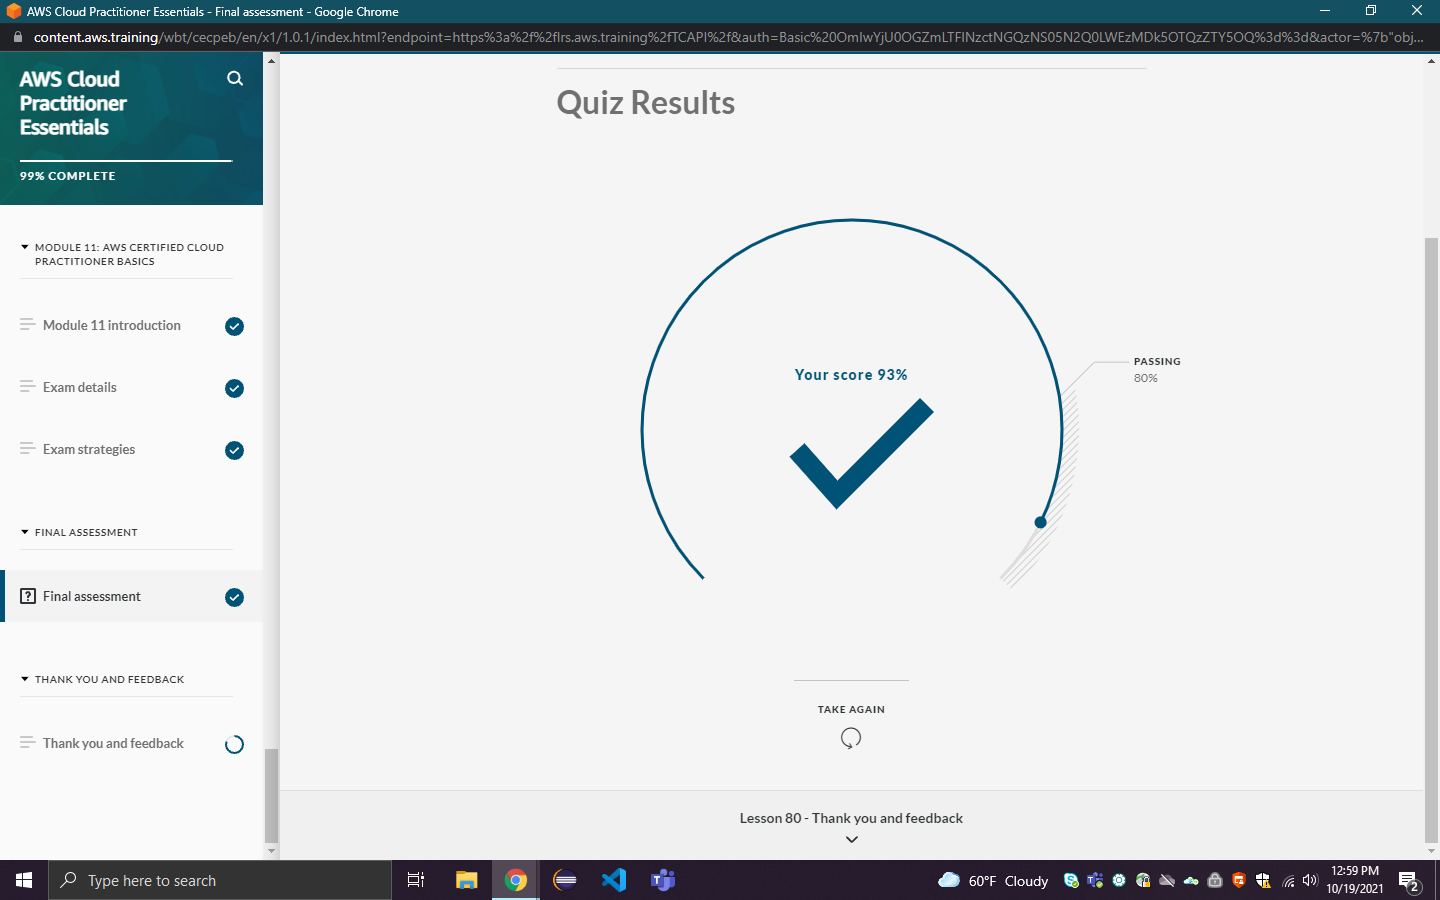 AWS Cloud Practitioner Essentials - Final assessment - Google Chrome
content.aws.training/wbt/cecpeb/en/x1/1.0.1/index.html?endpoint=https%3a%2f%2flrs.aws.training%2fTCAPI%2f&auth=Basic%20OmIwYjU0OGZmLTFlNzctNGQzNS05N2Q0LWEzMDk5OTQzZTY5OQ%3d%3d&actor=%7b"obj...
AWS Cloud
Practitioner
Essentials
99% COMPLETE
MODULE 11: AWS CERTIFIED CLOUD
PRACTITIONER BASICS
Module 11 introduction
Exam details
Exam strategies
FINAL ASSESSMENT
Final assessment
THANK YOU AND FEEDBACK
Thank you and feedback
Quiz Results
Your score 93%
PASSING
80%
TAKE AGAIN
Lesson 80 - Thank you and feedback
Type here to search
60°F Cloudy
12:59 PM
10/19/2021
2